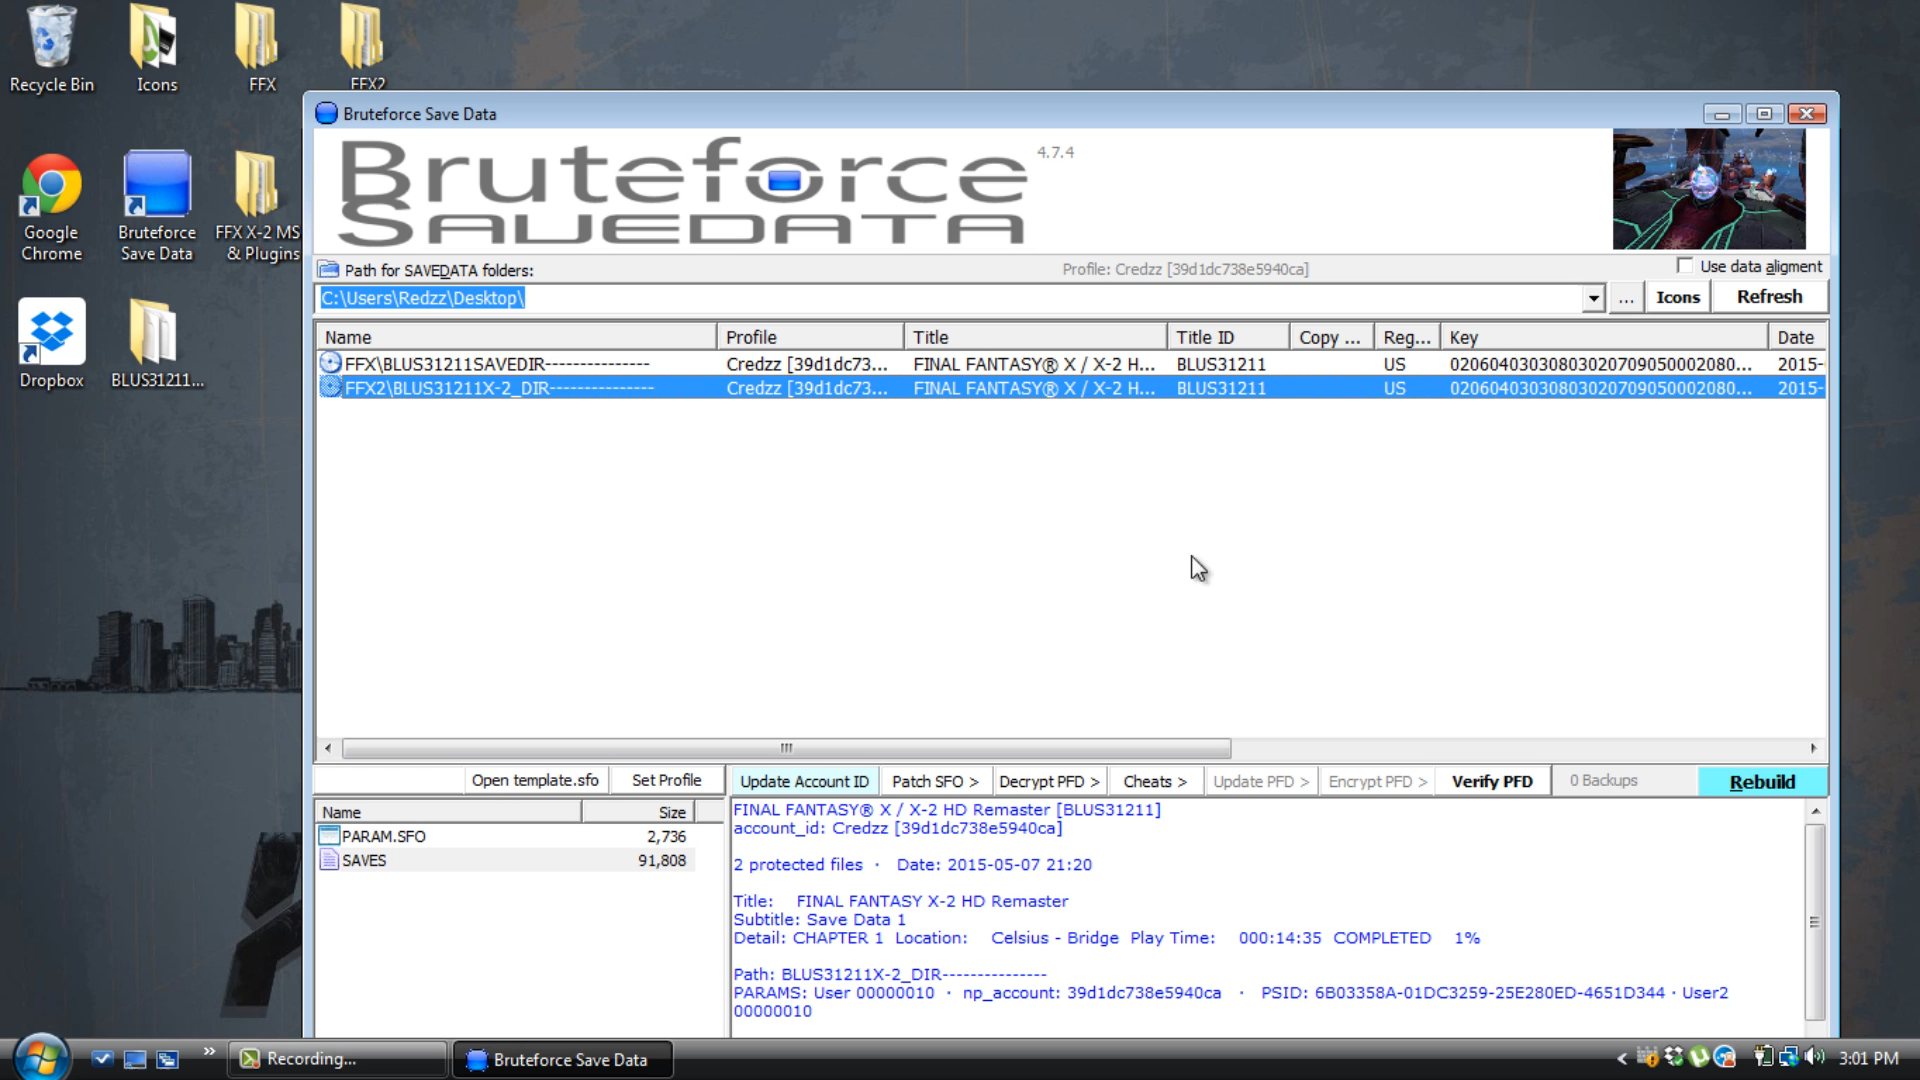 Recycle Bin
Icons
FFX
FFX2
Google Chrome
Bruteforce Save Data
FFX X-2 MS & Plugins
Dropbox
BLUS31211...
Bruteforce Save Data
Bruteforce
SAVEDATA
4.7.4
Path for SAVEDATA folders:
Profile: Credzz [39d1dc738e5940ca]
Use data aligment
C:\Users\Redzz\Desktop\
...
Icons
Refresh
Name Profile Title Title ID Copy ... Reg... Key Date
FFX\BLUS31211SAVEDIR--------------- Credzz [39d1dc73... FINAL FANTASY® X / X-2 H... BLUS31211 US 02060403030803020709050002080... 2015-
FFX2\BLUS31211X-2_DIR--------------- Credzz [39d1dc73... FINAL FANTASY® X / X-2 H... BLUS31211 US 02060403030803020709050002080... 2015-
Open template.sfo Set Profile Update Account ID Patch SFO > Decrypt PFD > Cheats > Update PFD > Encrypt PFD > Verify PFD 0 Backups Rebuild
Name Size
PARAM.SFO 2,736
SAVES 91,808
FINAL FANTASY® X / X-2 HD Remaster [BLUS31211]
account_id: Credzz [39d1dc738e5940ca]
2 protected files · Date: 2015-05-07 21:20
Title: FINAL FANTASY X-2 HD Remaster
Subtitle: Save Data 1
Detail: CHAPTER 1 Location: Celsius - Bridge Play Time: 000:14:35 COMPLETED 1%
Path: BLUS31211X-2_DIR---------------
PARAMS: User 00000010 · np_account: 39d1dc738e5940ca · PSID: 6B03358A-01DC3259-25E280ED-4651D344 · User2
00000010
Recording...
Bruteforce Save Data
3:01 PM